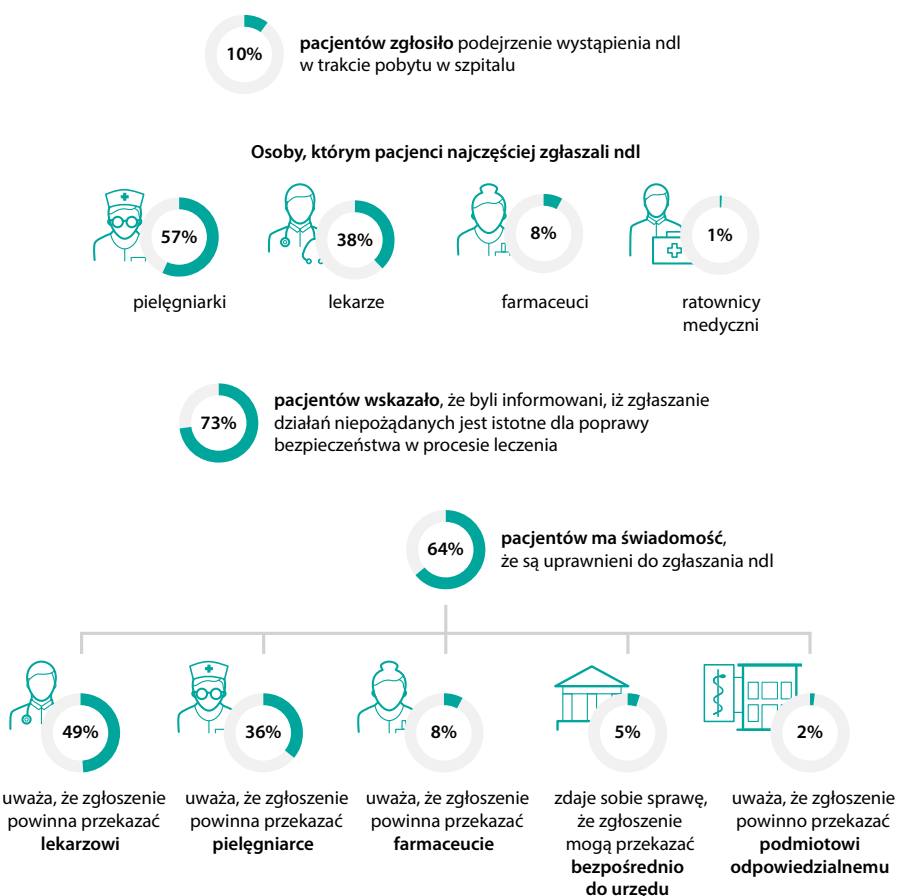 10%
pacjentów zgłosiło podejrzenie wystąpienia ndl
w trakcie pobytu w szpitalu
Osoby, którym pacjenci najczęściej zgłaszali ndl
57%
38%
8%
1%
pielęgniarki
lekarze
farmaceuci
ratownicy
medyczni
73%
pacjentów wskazało, że byli informowani, iż zgłaszanie
działań niepożądanych jest istotne dla poprawy
bezpieczeństwa w procesie leczenia
64%
pacjentów ma świadomość,
że są uprawnieni do zgłaszania ndl
49%
36%
8%
5%
2%
uważa, że zgłoszenie
powinna przekazać
lekarzowi
uważa, że zgłoszenie
powinna przekazać
pielęgniarce
uważa, że zgłoszenie
powinna przekazać
farmaceucie
zdaje sobie sprawę,
że zgłoszenie
mogą przekazać
bezpośrednio
do urzędu
uważa, że zgłoszenie
powinno przekazać
podmiotowi
odpowiedzialnemu